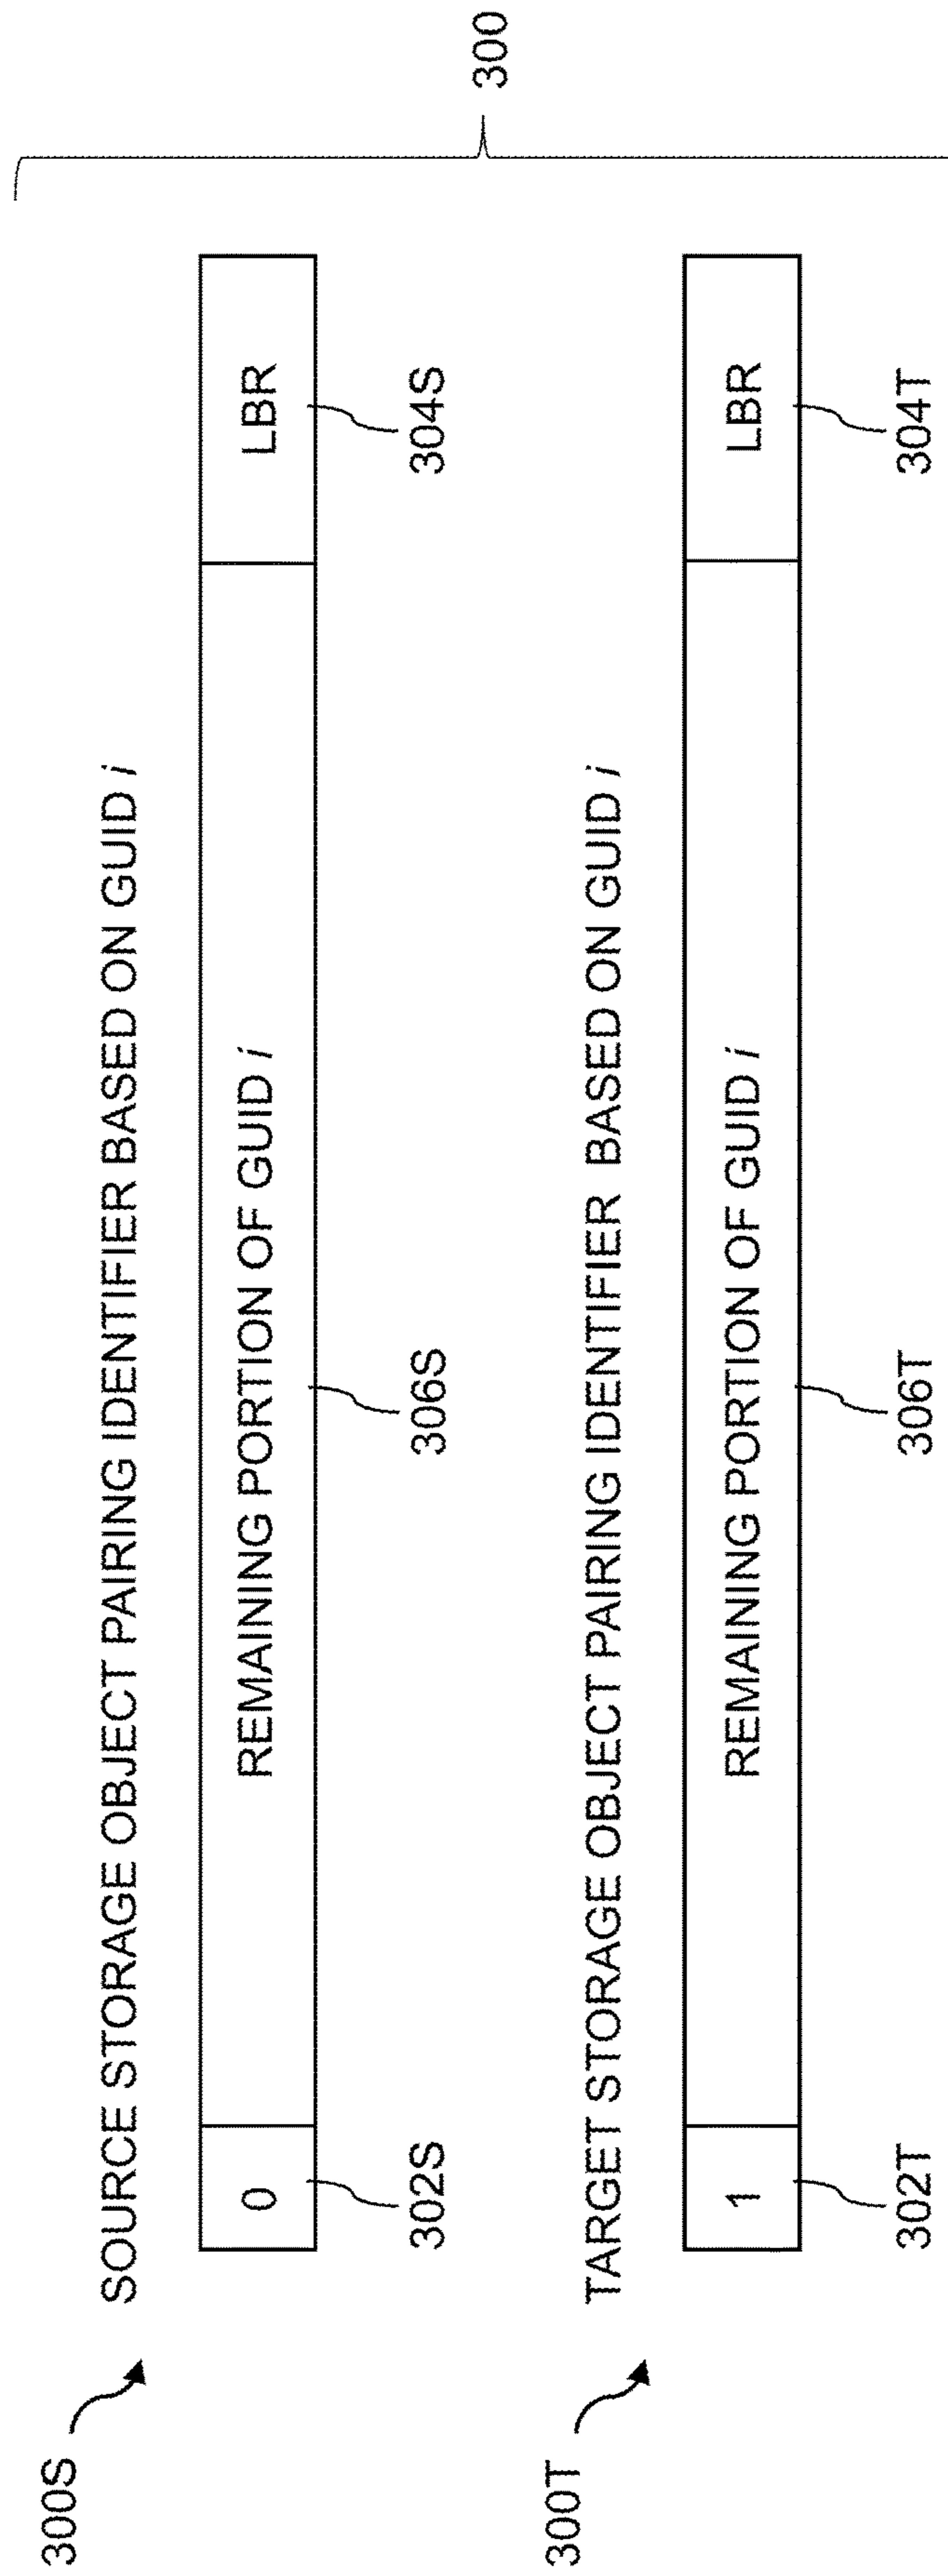 300S
SOURCE STORAGE OBJECT PAIRING IDENTIFIER BASED ON GUID i
0
REMAINING PORTION OF GUID i
LBR
302S
306S
304S
300
300T
TARGET STORAGE OBJECT PAIRING IDENTIFIER BASED ON GUID i
1
REMAINING PORTION OF GUID i
LBR
302T
306T
304T